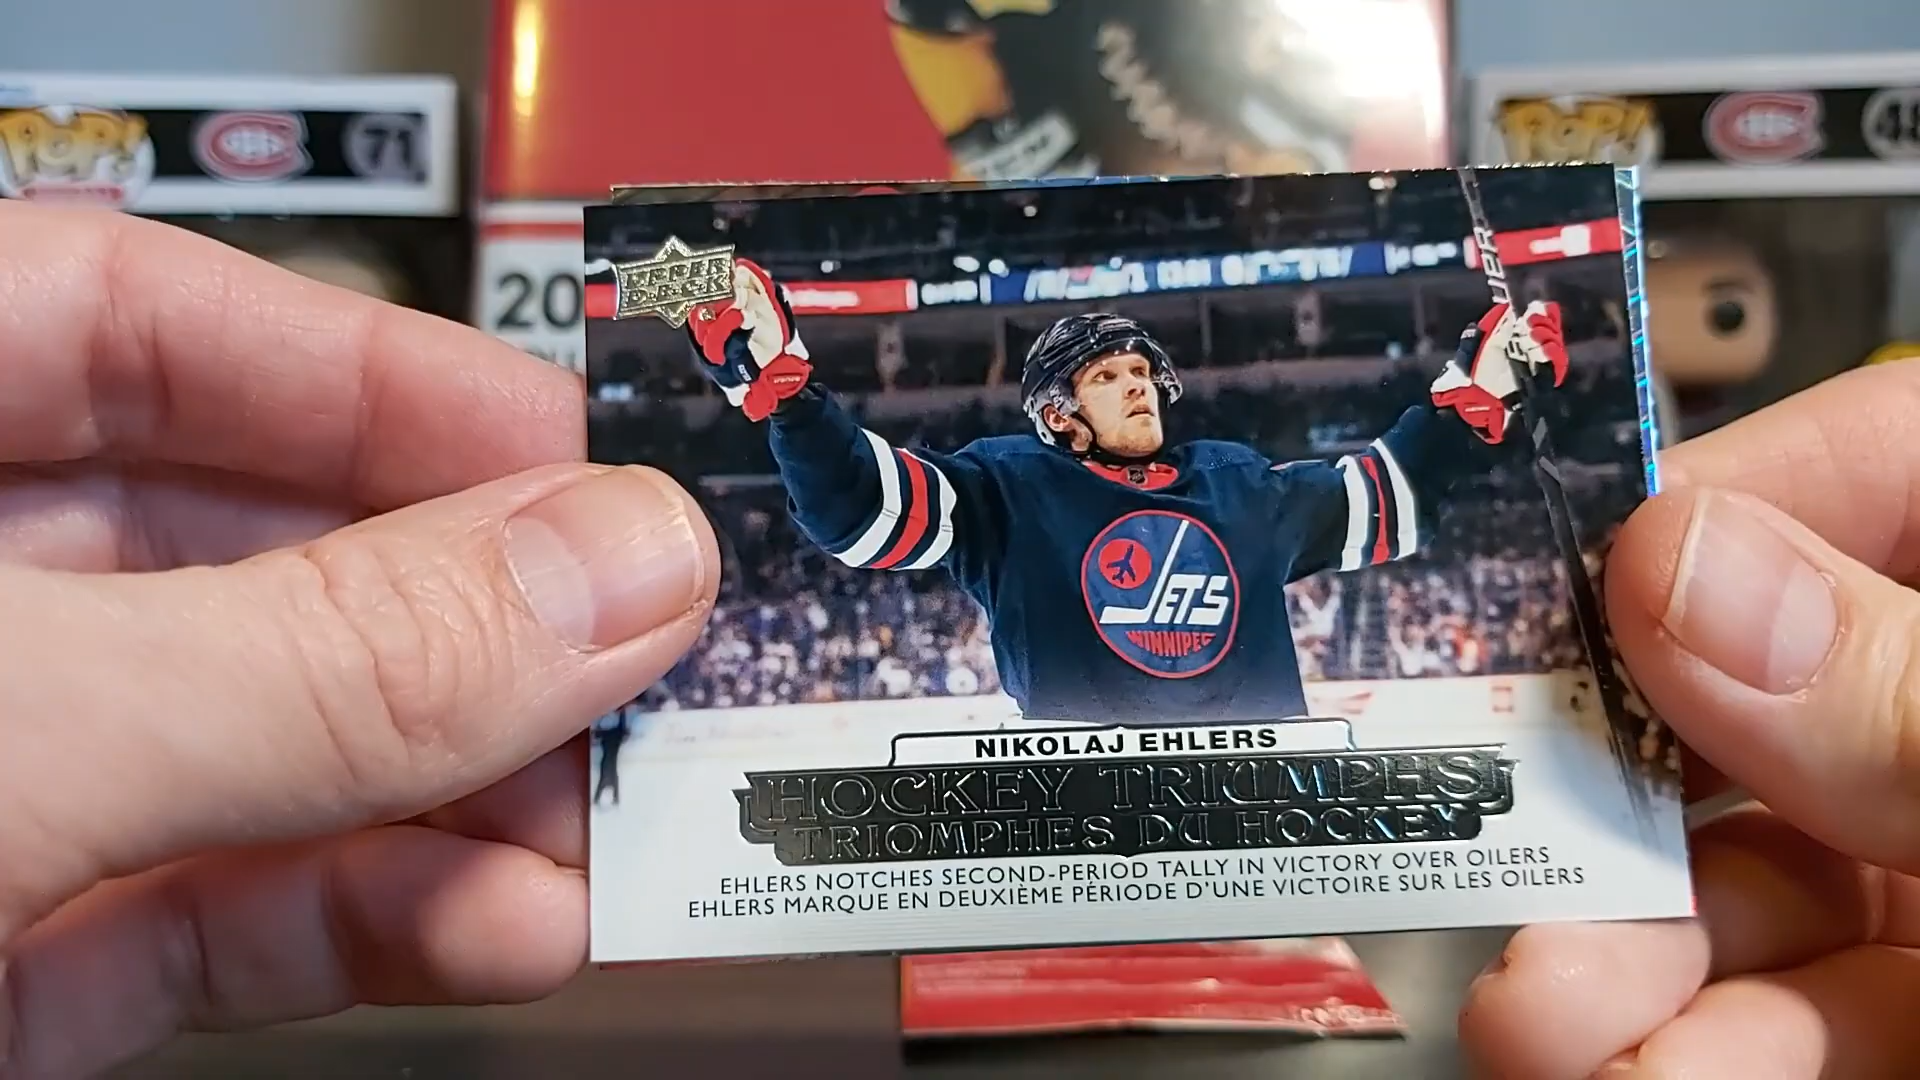 POP!
71
POP!
48
20
UPPER
DECK
JETS
WINNIPEG
NIKOLAJ EHLERS
HOCKEY TRIUMPHS
TRIOMPHES DU HOCKEY
EHLERS NOTCHES SECOND-PERIOD TALLY IN VICTORY OVER OILERS
EHLERS MARQUE EN DEUXIÈME PÉRIODE D'UNE VICTOIRE SUR LES OILERS